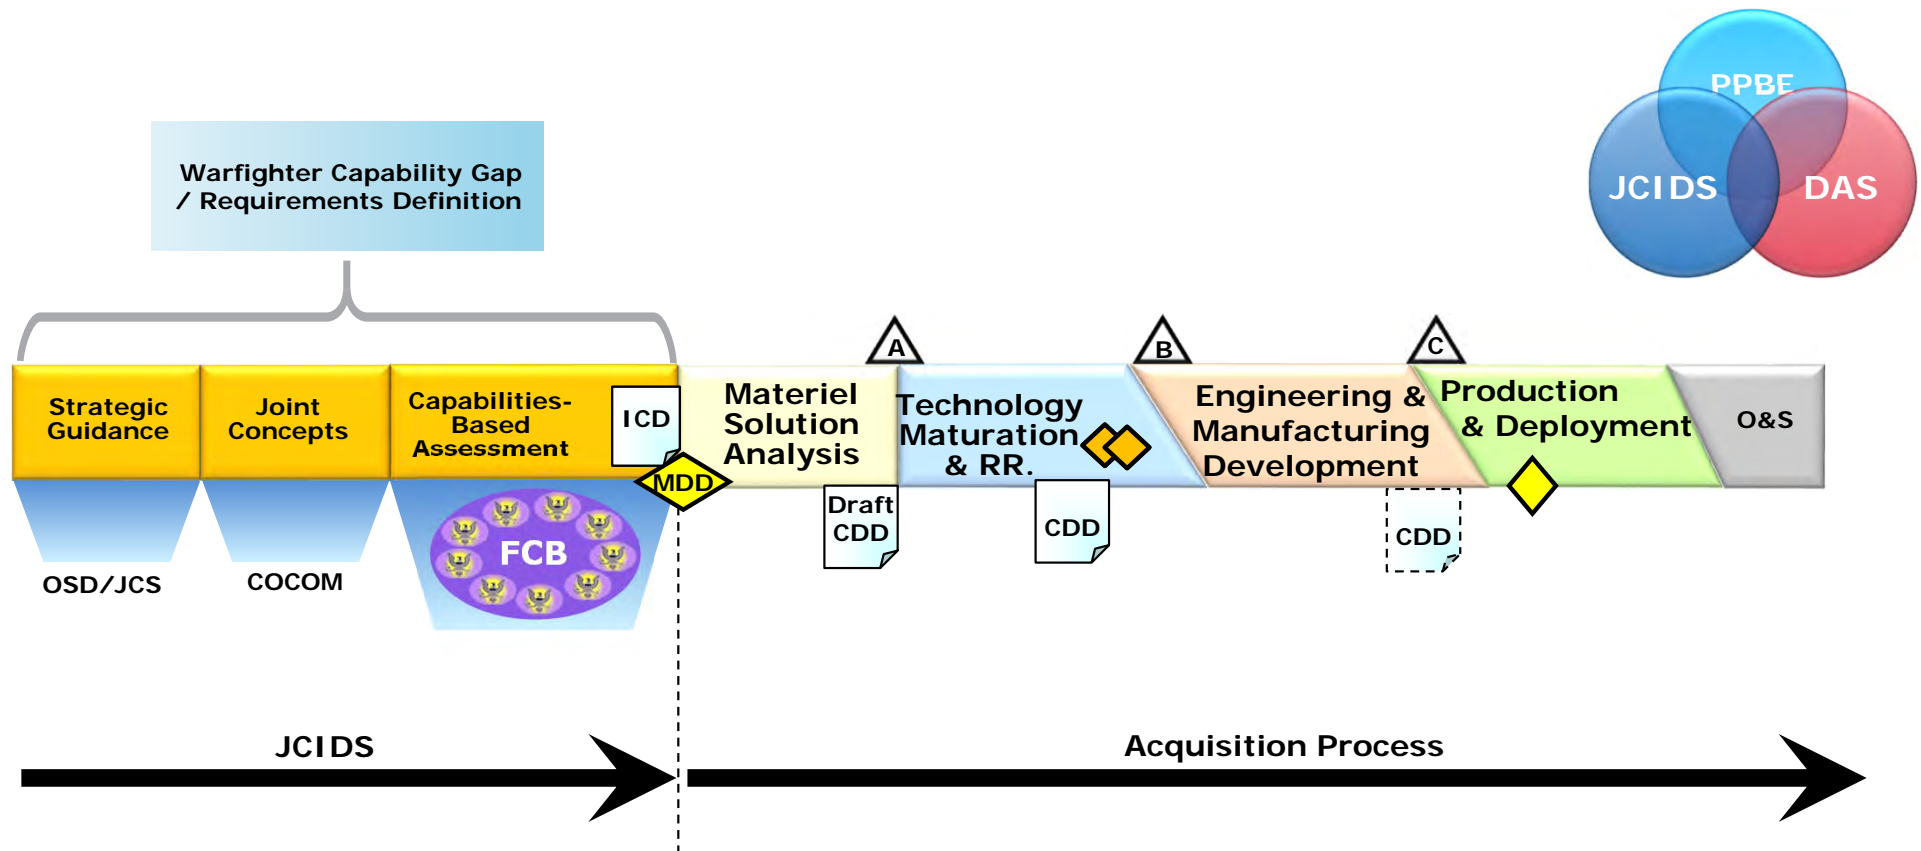 PPBE
JCIDS
DAS
Warfighter Capability Gap
/ Requirements Definition
A
B
C
Strategic
Guidance
Joint
Concepts
Capabilities-
Based
Assessment
ICD
MDD
Materiel
Solution
Analysis
Technology
Maturation
& RR.
Engineering &
Manufacturing
Development
Production
& Deployment
O&S
Draft
CDD
CDD
CDD
OSD/JCS
COCOM
FCB
JCIDS
Acquisition Process